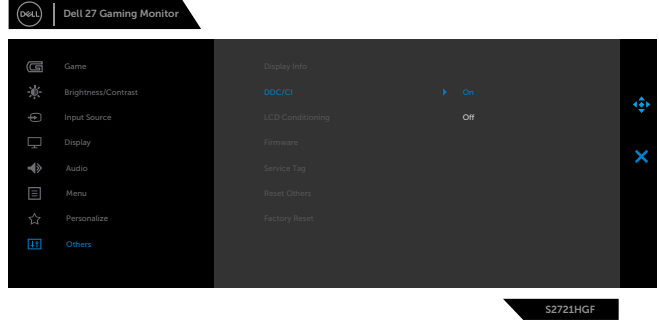 DELL
Dell 27 Gaming Monitor
Game
Brightness/Contrast
Input Source
Display
Audio
Menu
Personalize
Others
Display Info
DDC/CI
On
Off
LCD Conditioning
Firmware
Service Tag
Reset Others
Factory Reset
S2721HGF